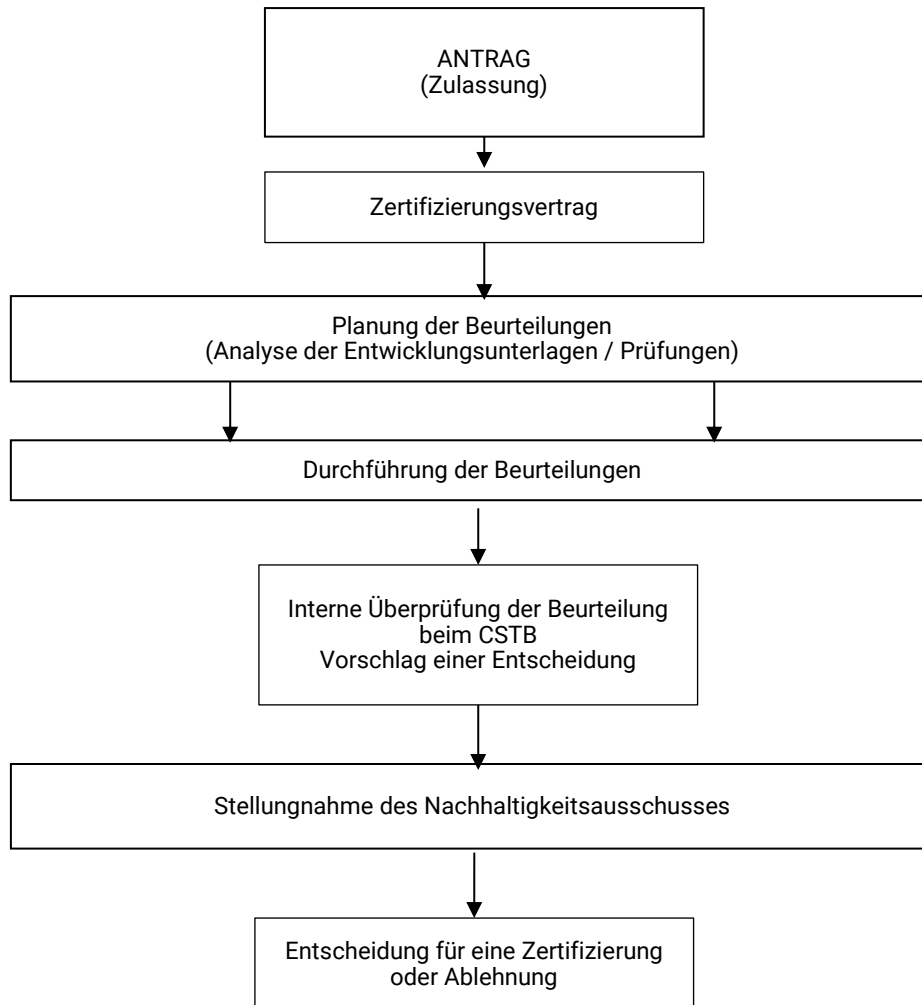 ANTRAG
(Zulassung)
Zertifizierungsvertrag
Planung der Beurteilungen
(Analyse der Entwicklungsunterlagen / Prüfungen)
Durchführung der Beurteilungen
Interne Überprüfung der Beurteilung
beim CSTB
Vorschlag einer Entscheidung
Stellungnahme des Nachhaltigkeitsausschusses
Entscheidung für eine Zertifizierung
oder Ablehnung